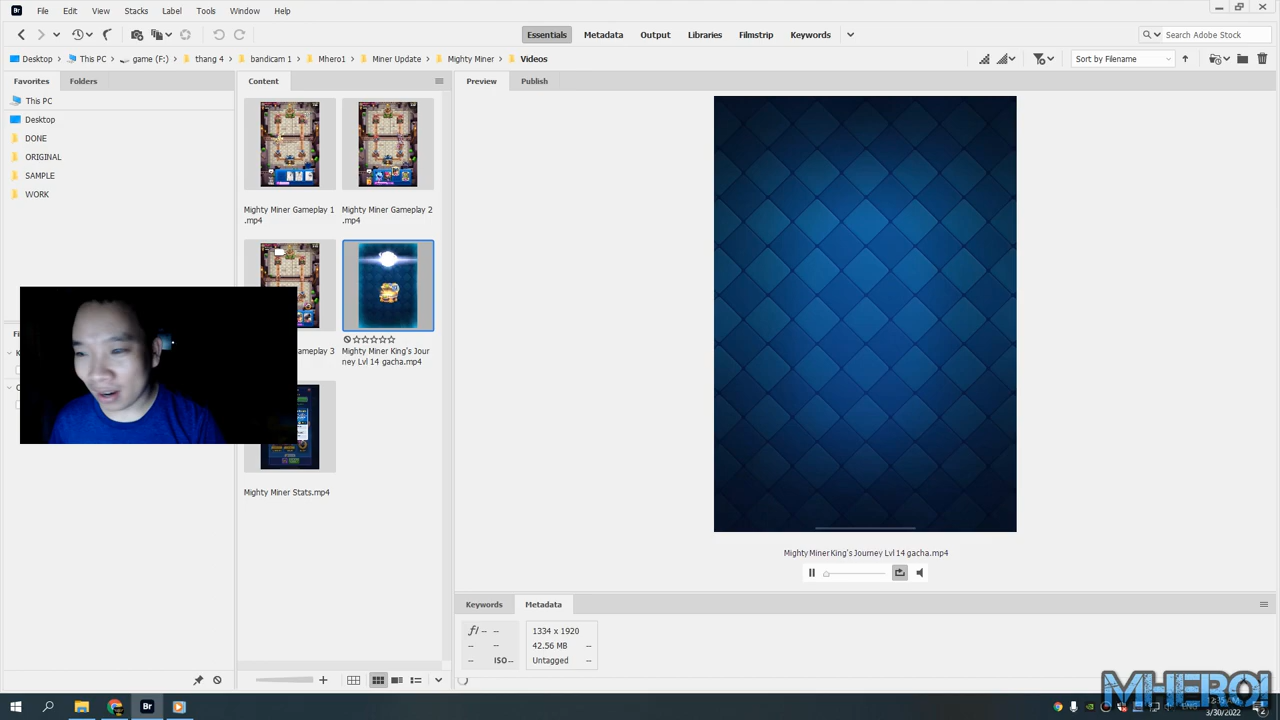 Br File Edit View Stacks Label Tools Window Help
Essentials Metadata Output Libraries Filmstrip Keywords
Search Adobe Stock
Desktop This PC game (F:) thang 4 bandicam 1 Mhero1 Miner Update Mighty Miner Videos
Sort by Filename
Favorites Folders
This PC
Desktop
DONE
ORIGINAL
SAMPLE
WORK
Content
Mighty Miner Gameplay 1
.mp4
Mighty Miner Gameplay 2
.mp4
ameplay 3
Mighty Miner King's Jour
ney Lvl 14 gacha.mp4
Mighty Miner Stats.mp4
Preview Publish
Mighty Miner King's Journey Lvl 14 gacha.mp4
Keywords Metadata
f/ -- --
-- --
-- ISO --
1334 x 1920
42.56 MB --
Untagged --
MHERO1
Br
3/30/2022
2